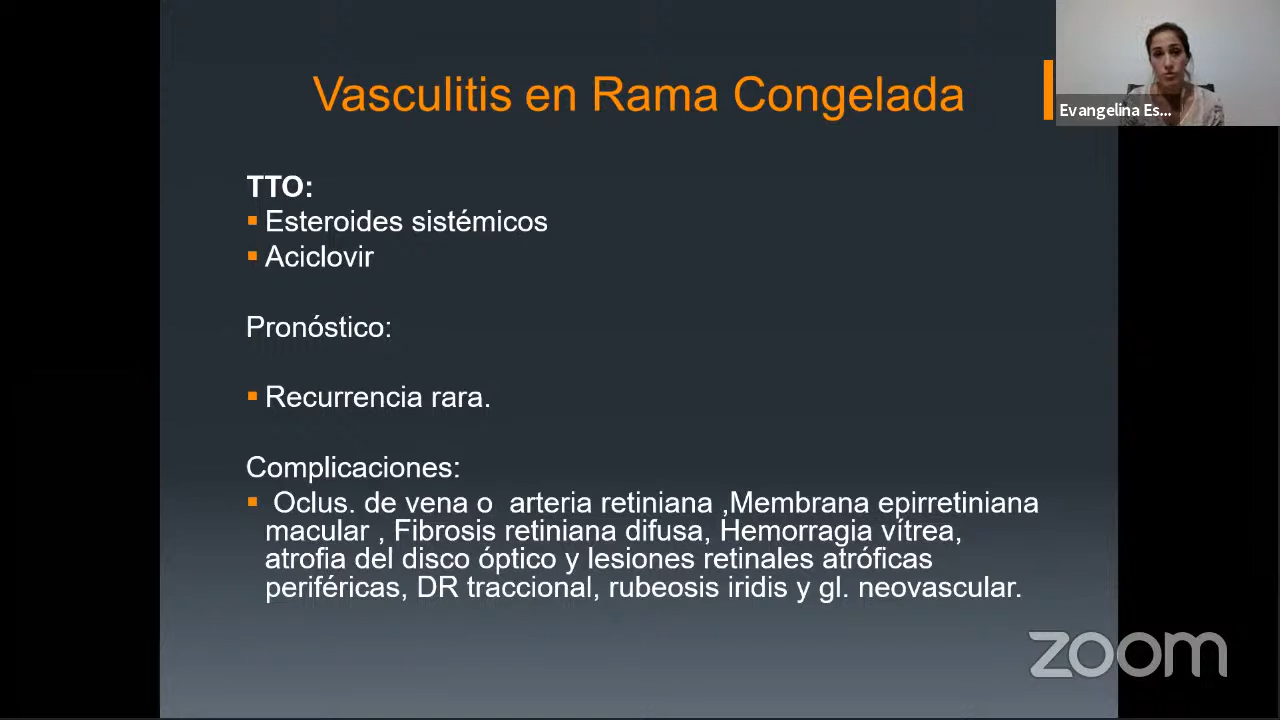 Vasculitis en Rama Congelada
Evangelina Es...
TTO:
Esteroides sistémicos
Aciclovir
Pronóstico:
Recurrencia rara.
Complicaciones:
Oclus. de vena o arteria retiniana ,Membrana epirretiniana
macular , Fibrosis retiniana difusa, Hemorragia vítrea,
atrofia del disco óptico y lesiones retinales atróficas
periféricas, DR traccional, rubeosis iridis y gl. neovascular.
zoom